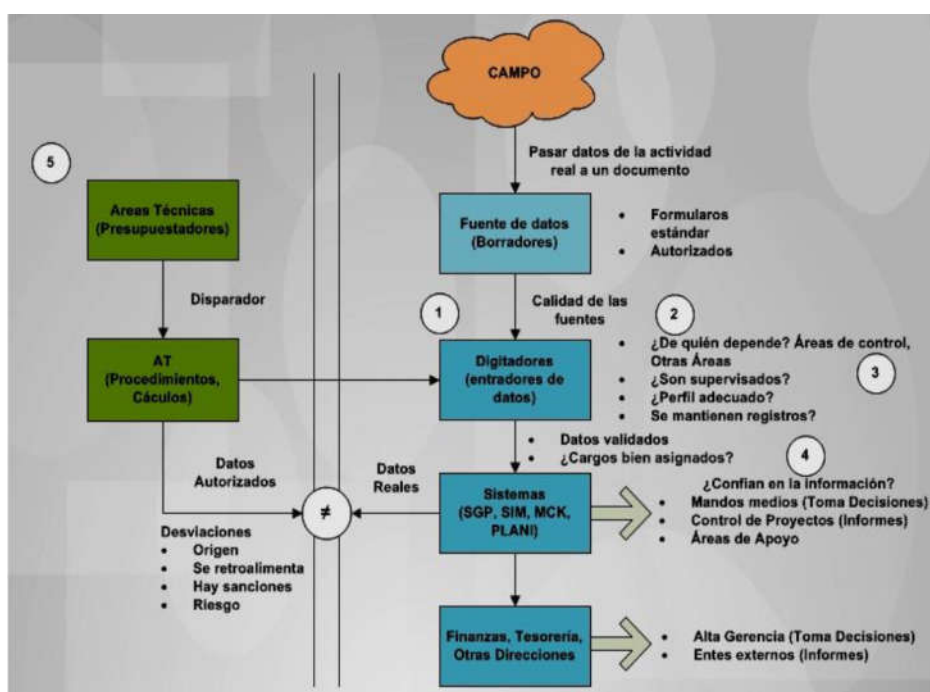 CAMPO
Pasar datos de la actividad
real a un documento
5
Areas Técnicas
(Presupuestadores)
Fuente de datos
(Borradores)
• Formularos
estándar
• Autorizados
Disparador
1
Calidad de las
fuentes
2
AT
(Procedimientos,
Cáculos)
Digitadores
(entradores de
datos)
• ¿De quién depende? Áreas de control,
Otras Áreas
• ¿Son supervisados?
• ¿Perfil adecuado?
• Se mantienen registros?
3
• Datos validados
• ¿Cargos bien asignados?
4
Datos
Autorizados
≠
Datos
Reales
Sistemas
(SGP, SIM, MCK,
PLANI)
¿Confian en la información?
• Mandos medios (Toma Decisiones)
• Control de Proyectos (Informes)
• Áreas de Apoyo
Desviaciones
• Origen
• Se retroalimenta
• Hay sanciones
• Riesgo
Finanzas, Tesorería,
Otras Direcciones
• Alta Gerencia (Toma Decisiones)
• Entes externos (Informes)